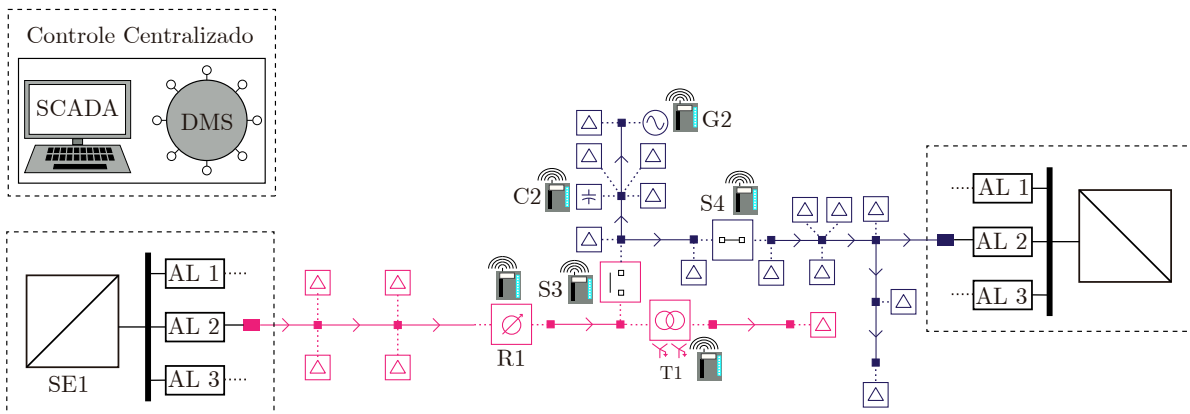 Controle Centralizado
SCADA
DMS
G2
C2
S4
AL 1
AL 2
AL 3
S3
AL 1
AL 2
AL 3
SE1
R1
T1